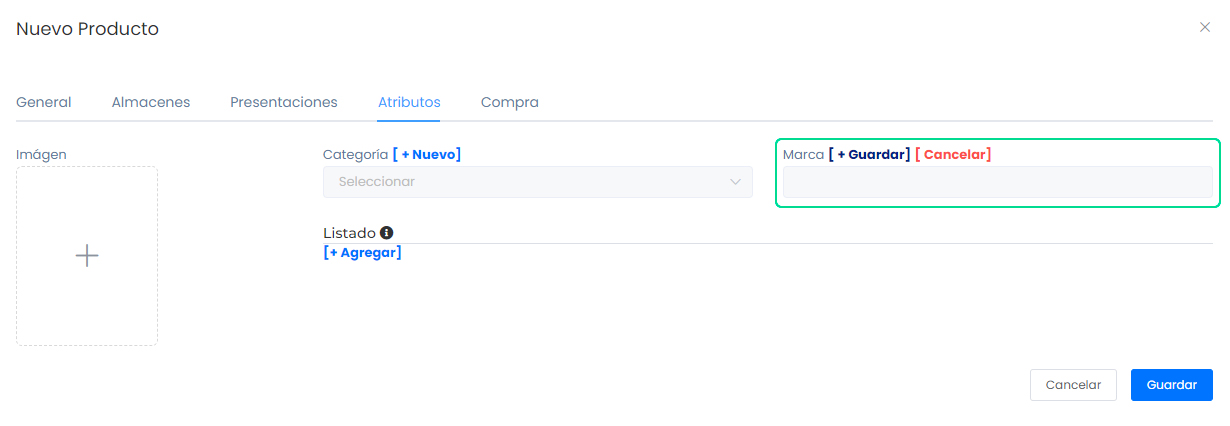 Nuevo Producto
General Almacenes Presentaciones Atributos Compra
Imágen
Categoría [ + Nuevo]
Marca [ + Guardar] [ Cancelar]
Seleccionar
Listado
[+ Agregar]
Cancelar Guardar